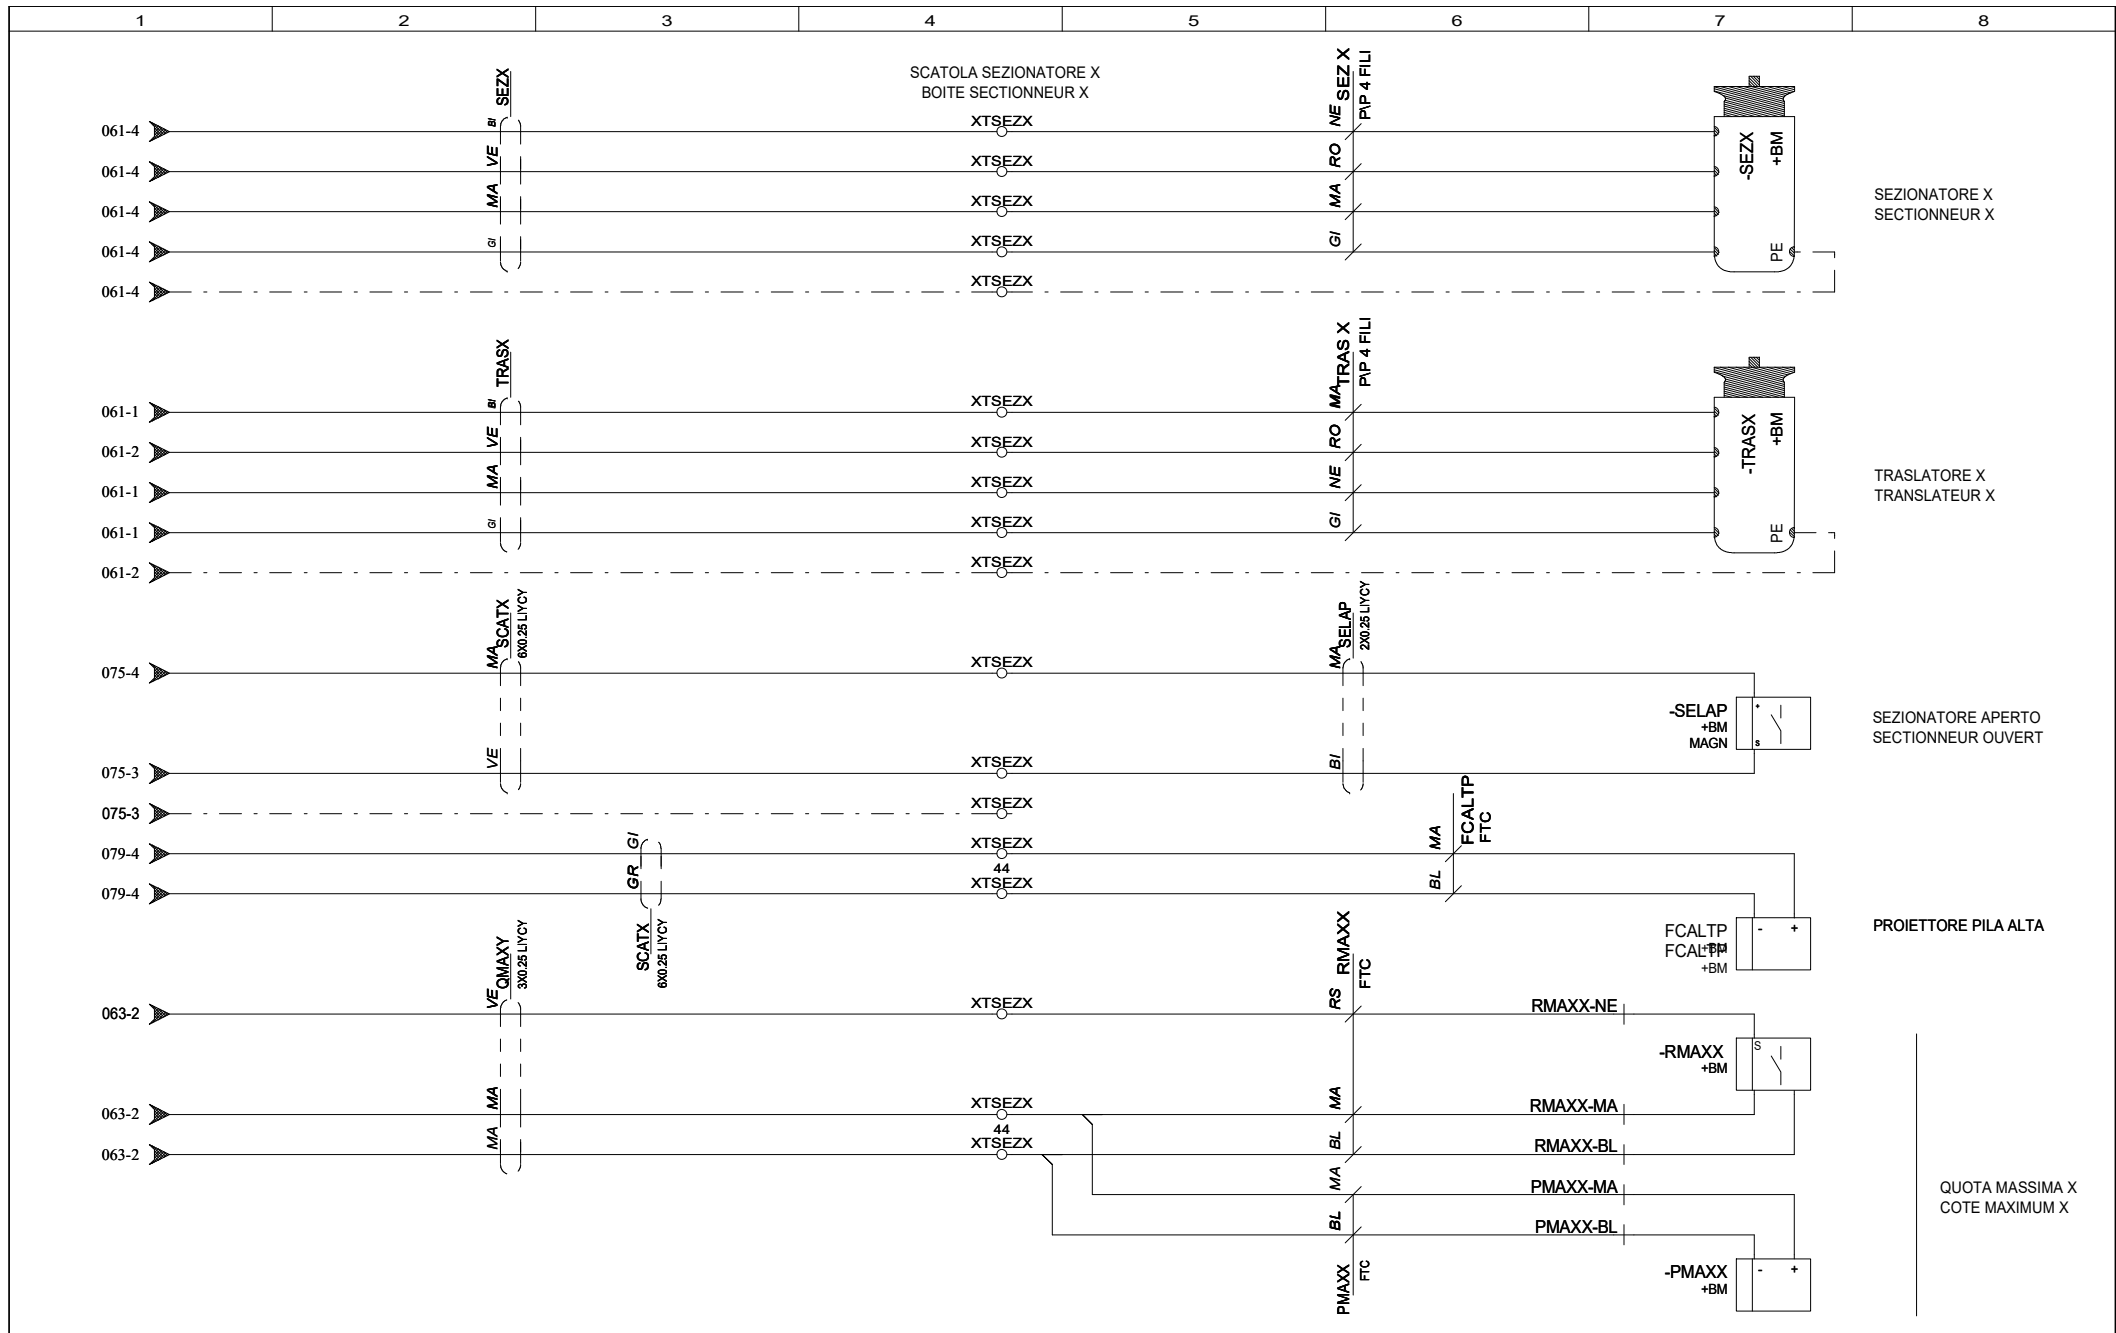 1 2 3 4 5 6 7 8
SCATOLA SEZIONATORE X
BOITE SECTIONNEUR X
SEZX
SEZ X
P\P 4 FILI
061-4 BI XTSEZX NE
061-4 VE XTSEZX RO
061-4 MA XTSEZX MA
061-4 GI XTSEZX GI
061-4 XTSEZX
-SEZX
+BM
PE
SEZIONATORE X
SECTIONNEUR X
TRASX
TRAS X
P\P 4 FILI
061-1 BI XTSEZX MA
061-2 VE XTSEZX RO
061-1 MA XTSEZX NE
061-1 GI XTSEZX GI
061-2 XTSEZX
-TRASX
+BM
PE
TRASLATORE X
TRANSLATEUR X
SCATX
6X0.25 LIYCY
SELAP
2X0.25 LIYCY
075-4 MA XTSEZX MA
-SELAP
+BM
MAGN
+
s
SEZIONATORE APERTO
SECTIONNEUR OUVERT
075-3 VE XTSEZX BI
075-3 XTSEZX
FCALTP
FTC
079-4 GI XTSEZX MA
44
079-4 GR XTSEZX BL
SCATX
6X0.25 LIYCY
FCALTP
+BM
FCALTP
+BM
- +
PROIETTORE PILA ALTA
QMAXY
3X0.25 LIYCY
RMAXX
FTC
063-2 VE XTSEZX RS RMAXX-NE
-RMAXX
+BM
S
063-2 MA XTSEZX MA RMAXX-MA
44
063-2 MA XTSEZX BL RMAXX-BL
MA PMAXX-MA
BL PMAXX-BL
PMAXX
FTC
-PMAXX
+BM
- +
QUOTA MASSIMA X
COTE MAXIMUM X